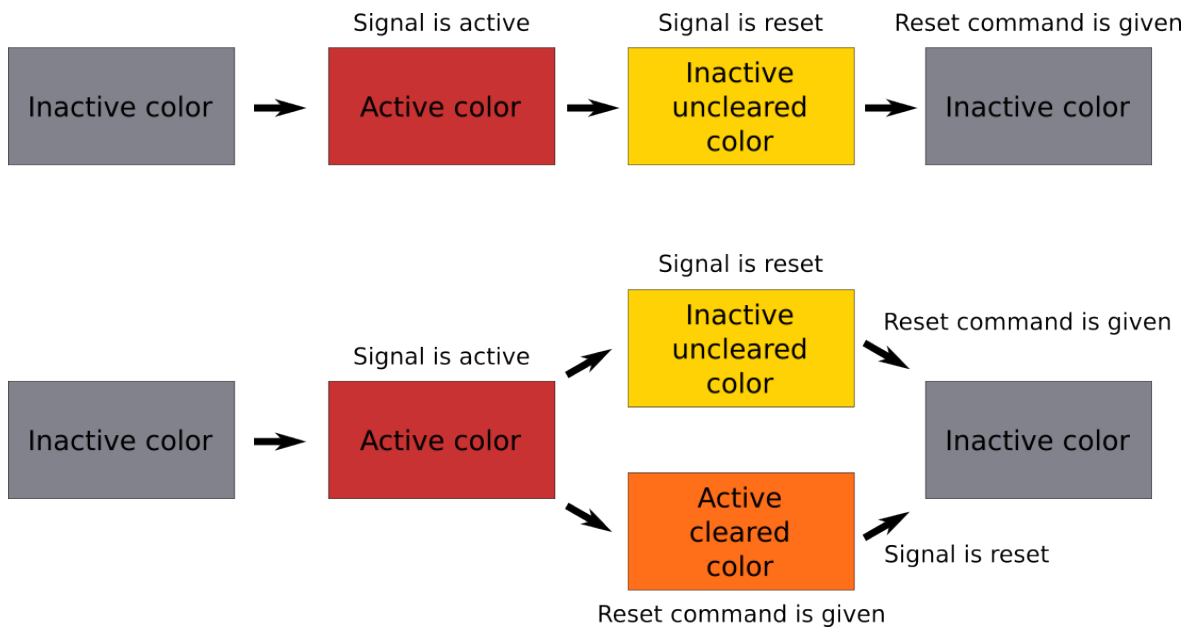 Signal is active
Signal is reset
Reset command is given
Inactive color
Active color
Inactive
uncleared
color
Inactive color
Signal is reset
Inactive
uncleared
color
Reset command is given
Signal is active
Inactive color
Active color
Inactive color
Active
cleared
color
Signal is reset
Reset command is given